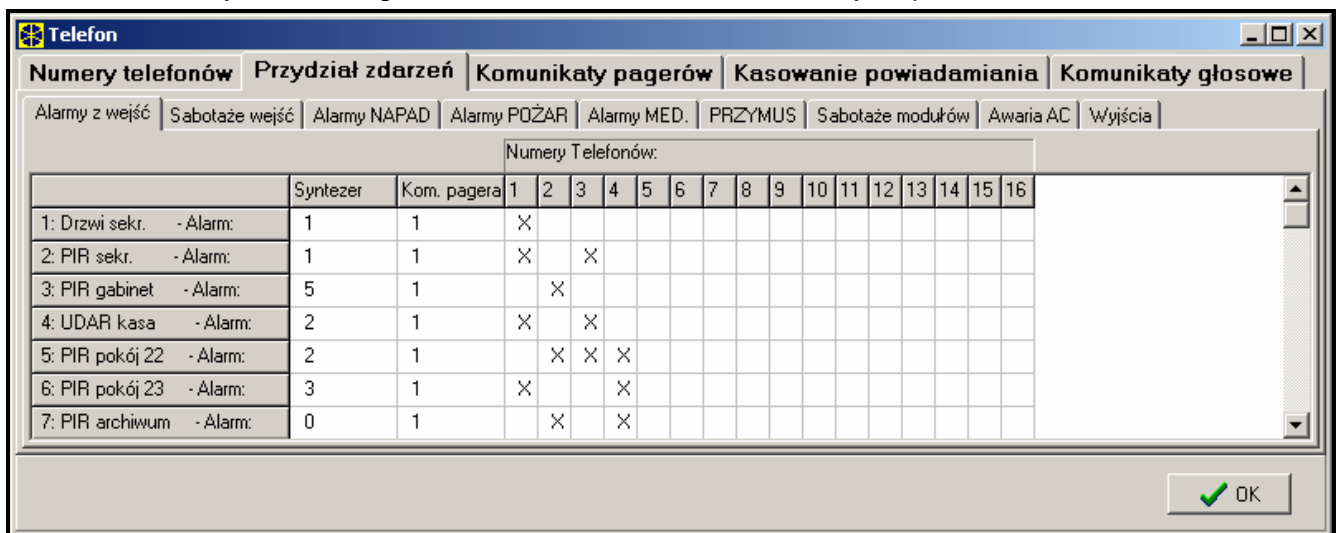 Telefon
Numery telefonów Przydział zdarzeń Komunikaty pagerów Kasowanie powiadamiania Komunikaty głosowe
Alarmy z wejść Sabotaże wejść Alarmy NAPAD Alarmy POŻAR Alarmy MED. PRZYMUS Sabotaże modułów Awaria AC Wyjścia
Numery Telefonów:
Syntezer Kom. pagera 1 2 3 4 5 6 7 8 9 10 11 12 13 14 15 16
1: Drzwi sekr. - Alarm: 1 1 X
2: PIR sekr. - Alarm: 1 1 X X
3: PIR gabinet - Alarm: 5 1 X
4: UDAR kasa - Alarm: 2 1 X X
5: PIR pokój 22 - Alarm: 2 1 X X X
6: PIR pokój 23 - Alarm: 3 1 X X
7: PIR archiwum - Alarm: 0 1 X X
OK